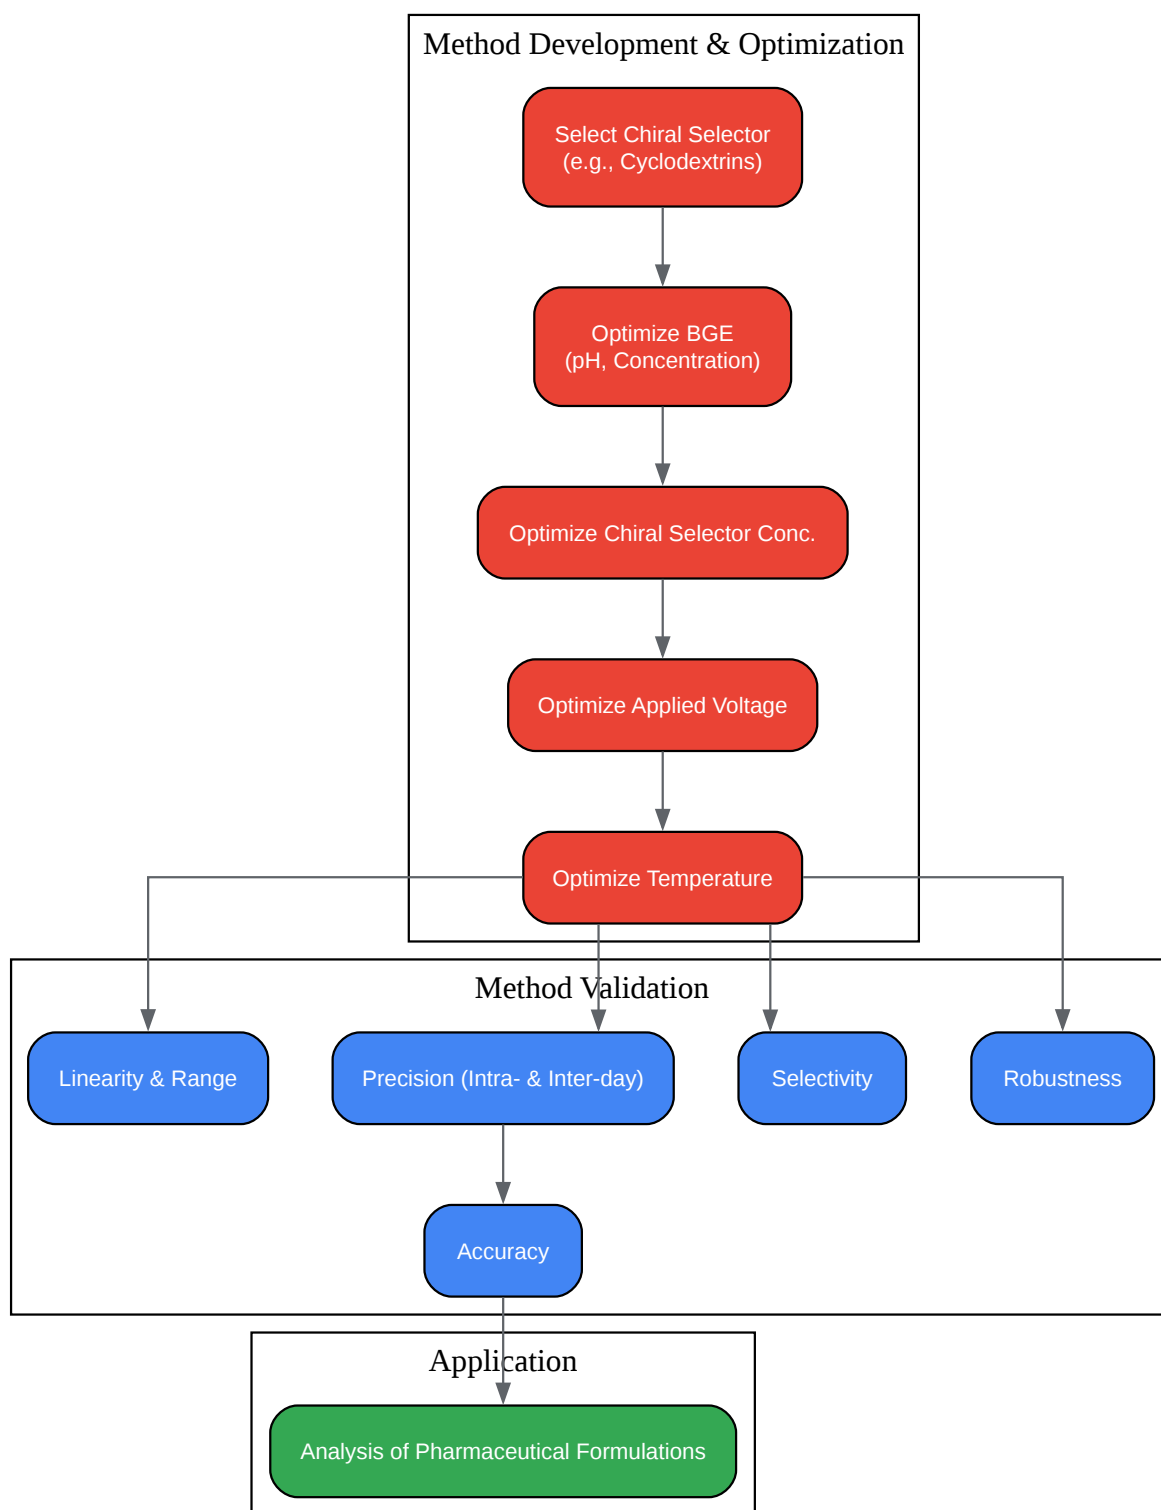 Method Development & Optimization
Select Chiral Selector
(e.g., Cyclodextrins)
Optimize BGE
(pH, Concentration)
Optimize Chiral Selector Conc.
Optimize Applied Voltage
Optimize Temperature
Method Validation
Linearity & Range
Precision (Intra- & Inter-day)
Selectivity
Robustness
Accuracy
Application
Analysis of Pharmaceutical Formulations